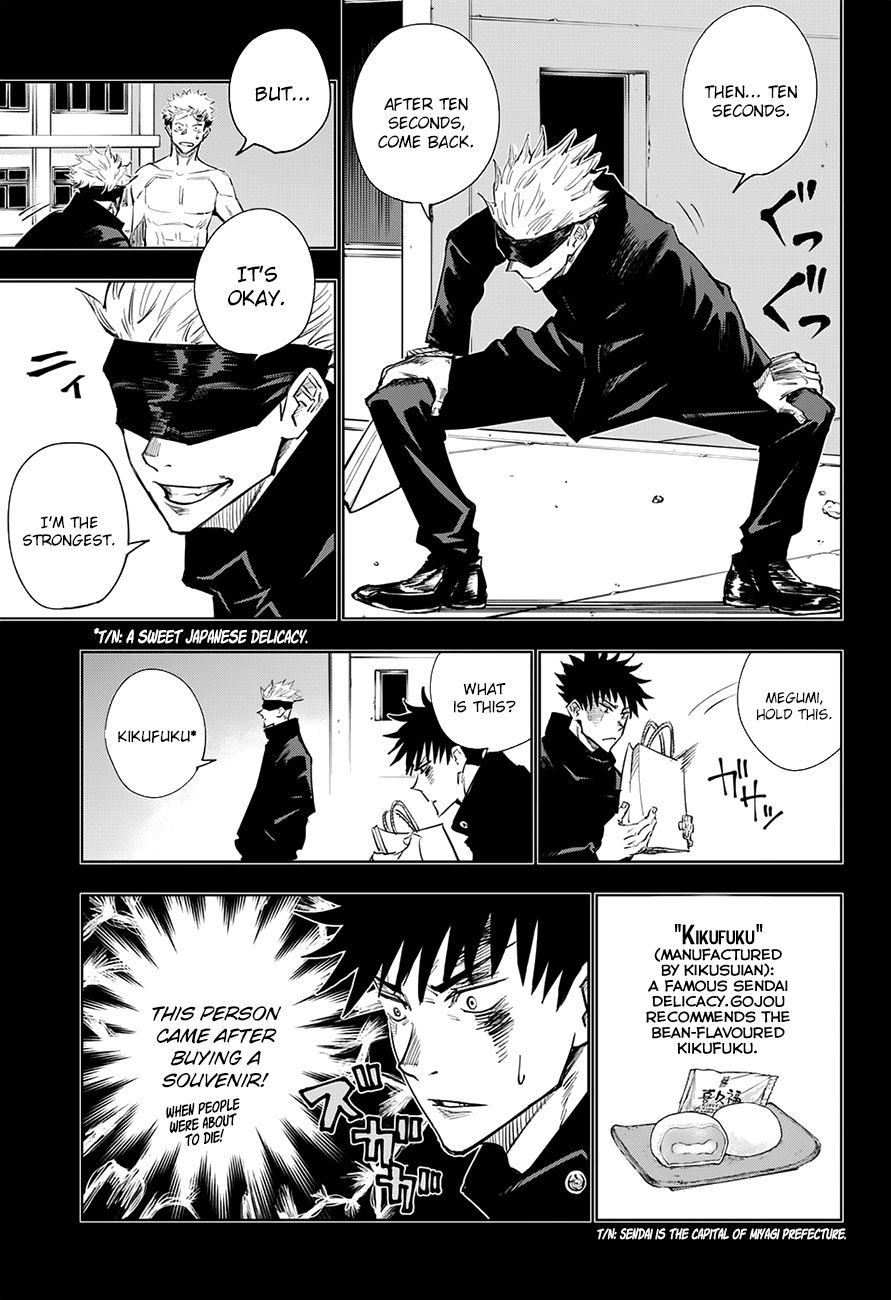 THEN... TEN
SECONDS.
AFTER TEN
SECONDS,
COME BACK.
ぐっ
ぐっ
BUT...
IT'S
OKAY.
ニィ
I'M THE
STRONGEST.
*T/N: A SWEET JAPANESE DELICACY.
MEGUMI,
HOLD THIS.
ガサッ
WHAT
IS THIS?
KIKUFUKU*
"KIKUFUKU"
(MANUFACTURED
BY KIKUSUIAN):
A FAMOUS SENDAI
DELICACY.GOJOU
RECOMMENDS THE
BEAN-FLAVOURED
KIKUFUKU.
喜久福
T/N: SENDAI IS THE CAPITAL OF MIYAGI PREFECTURE.
THIS PERSON
CAME AFTER
BUYING A
SOUVENIR!
WHEN PEOPLE
WERE ABOUT
TO DIE!